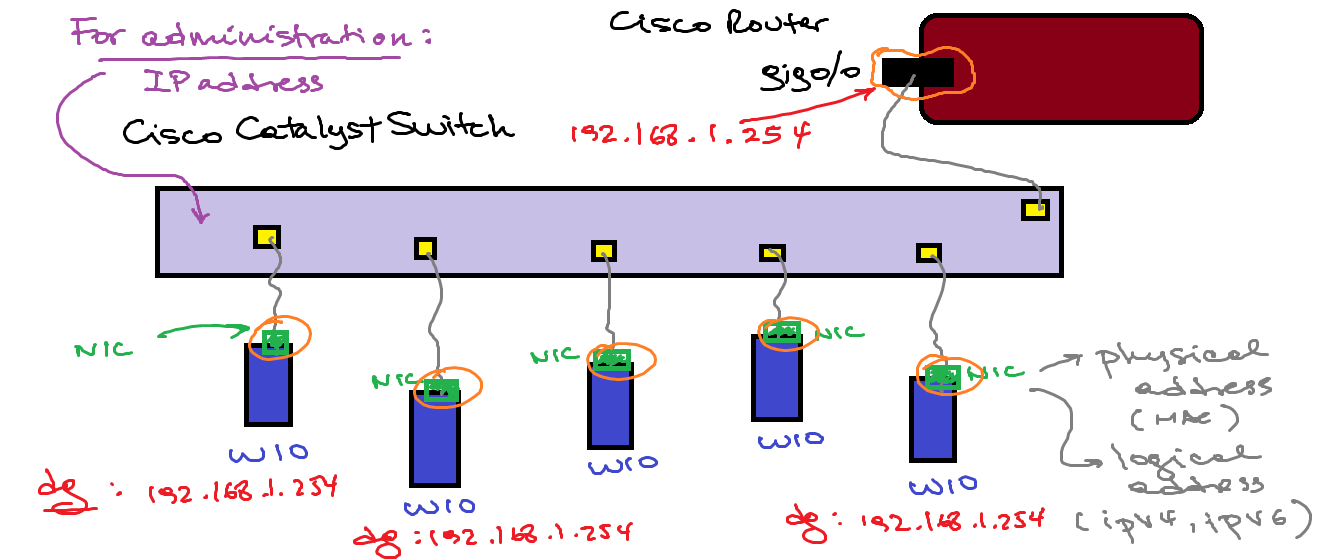 For administration:
IP address
Cisco Catalyst Switch
Cisco Router
gig0/0
192.168.1.254
NIC
NIC
NIC
NIC
NIC
physical
address
(MAC)
logical
address
(ipv4, ipv6)
W10
W10
W10
W10
W10
dg : 192.168.1.254
dg : 192.168.1.254
dg : 192.168.1.254